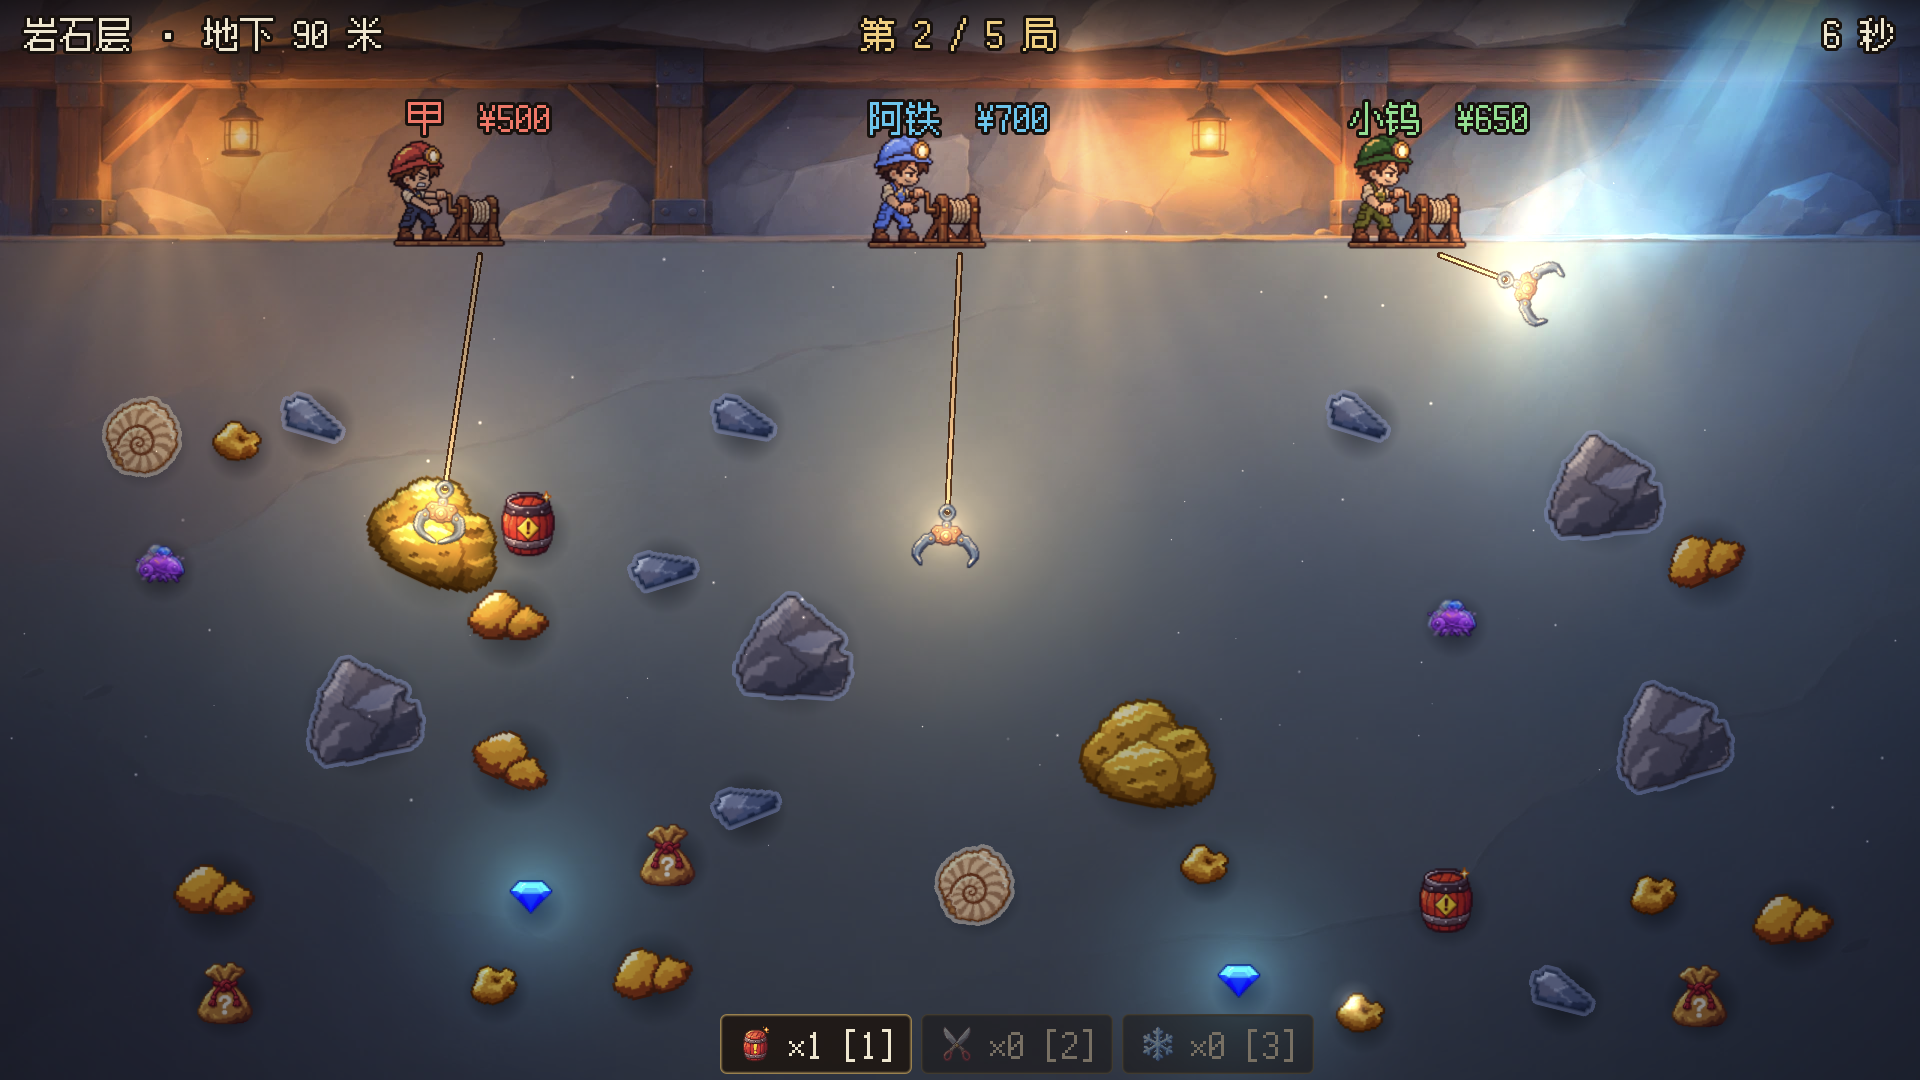 岩石层 · 地下 90 米
第 2 / 5 局
6 秒
甲 ¥500
阿铁 ¥700
小钨 ¥650
!
?
?
!
?
x1 [1]
x0 [2]
x0 [3]